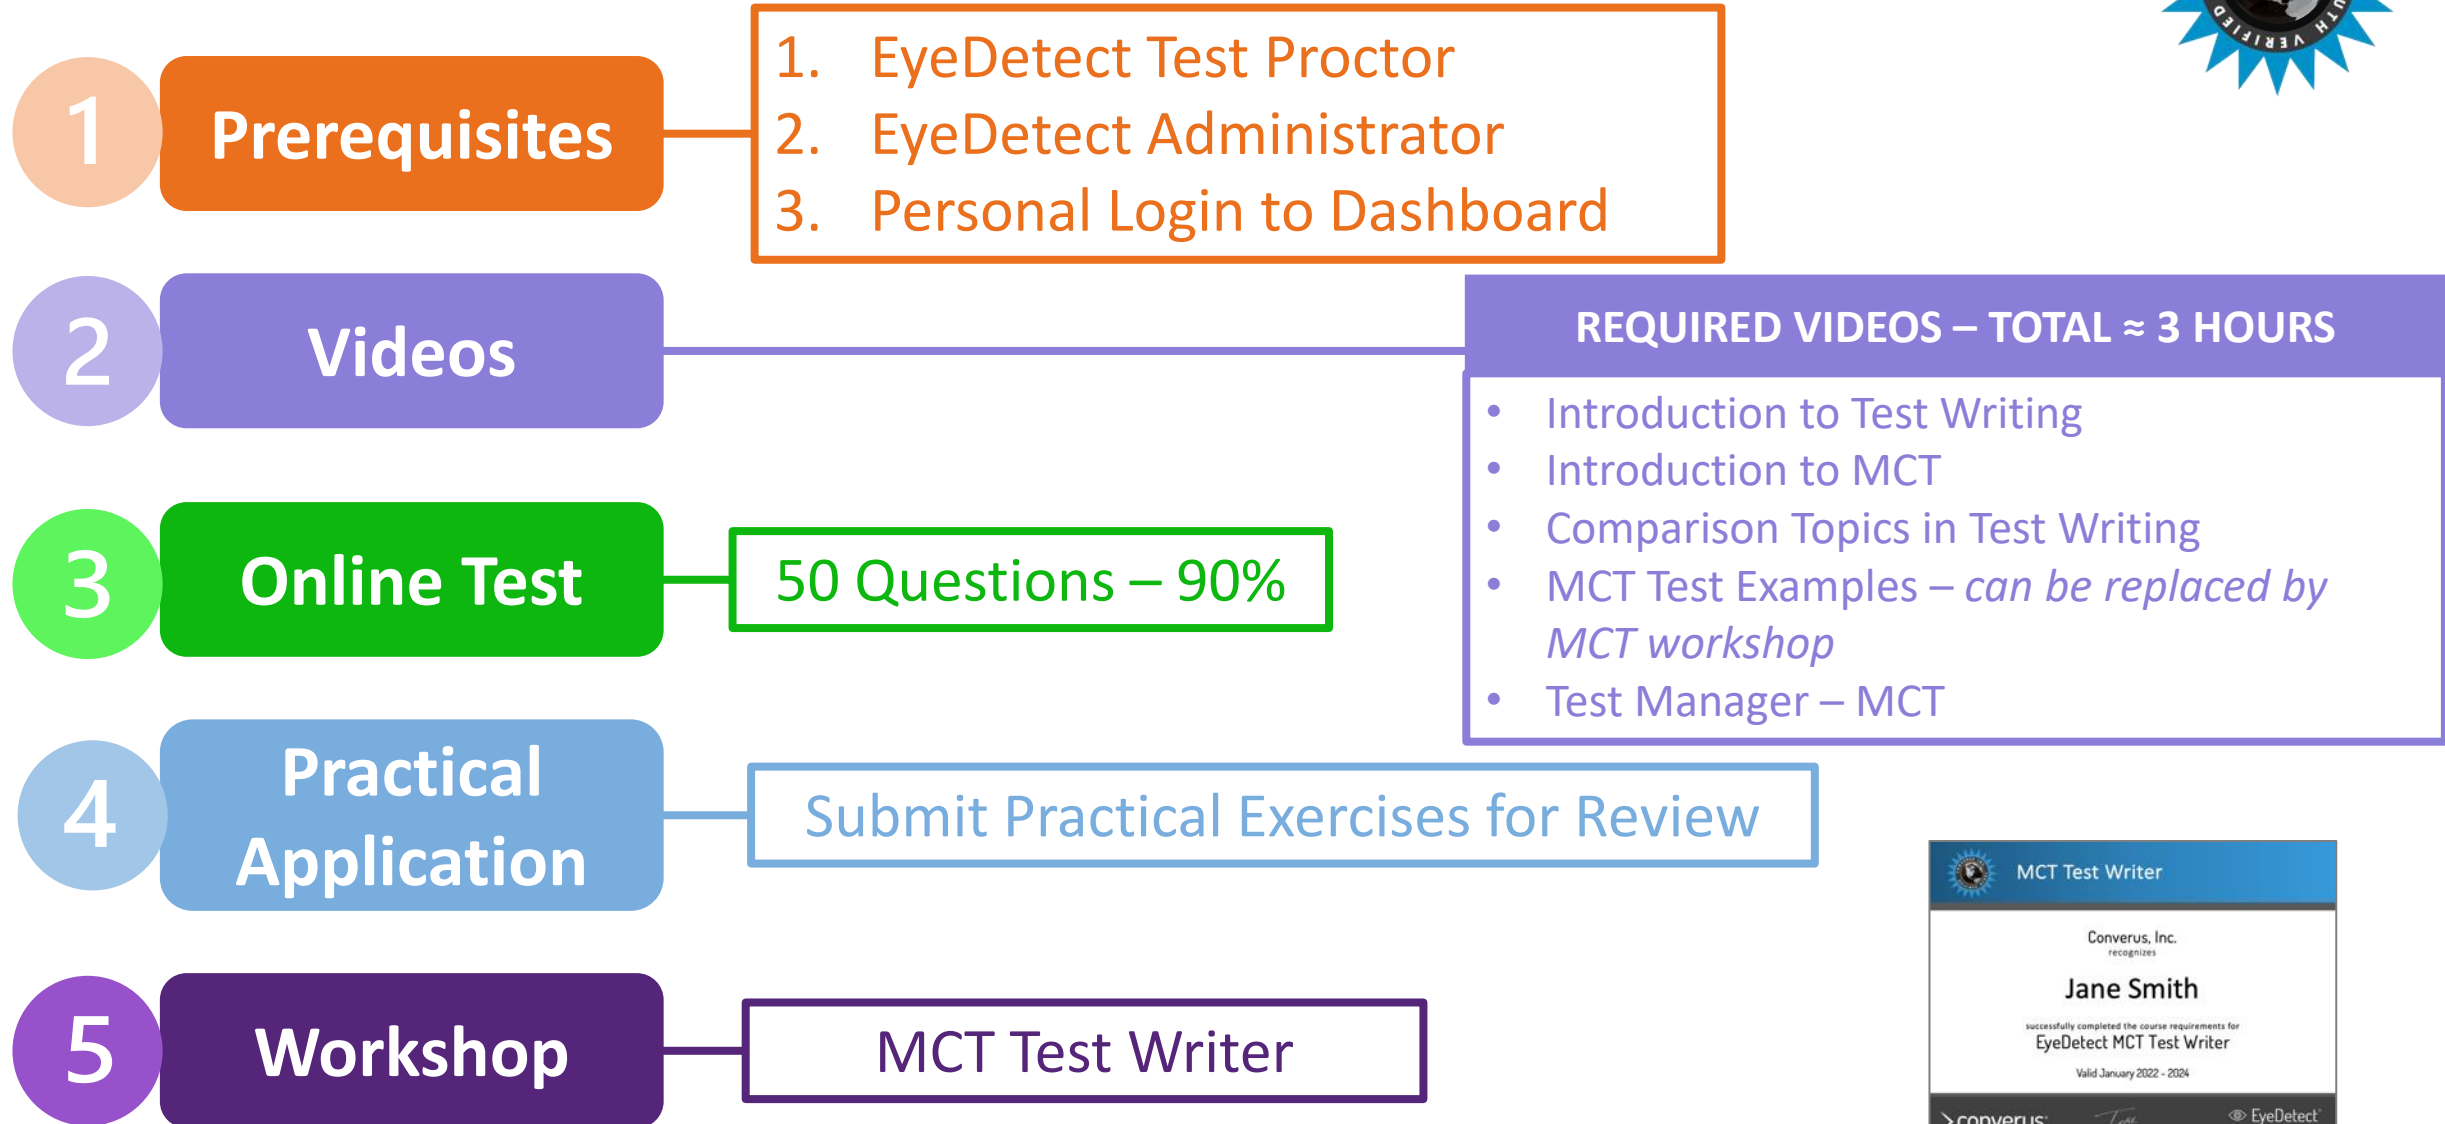 UTH VERIFIED
1
Prerequisites
1. EyeDetect Test Proctor
2. EyeDetect Administrator
3. Personal Login to Dashboard
2
Videos
REQUIRED VIDEOS – TOTAL ≈ 3 HOURS
• Introduction to Test Writing
• Introduction to MCT
• Comparison Topics in Test Writing
• MCT Test Examples – can be replaced by
MCT workshop
• Test Manager – MCT
3
Online Test
50 Questions – 90%
4
Practical
Application
Submit Practical Exercises for Review
5
Workshop
MCT Test Writer
MCT Test Writer
Converus, Inc.
recognizes
Jane Smith
successfully completed the course requirements for
EyeDetect MCT Test Writer
Valid January 2022 - 2024
converus
EyeDetect